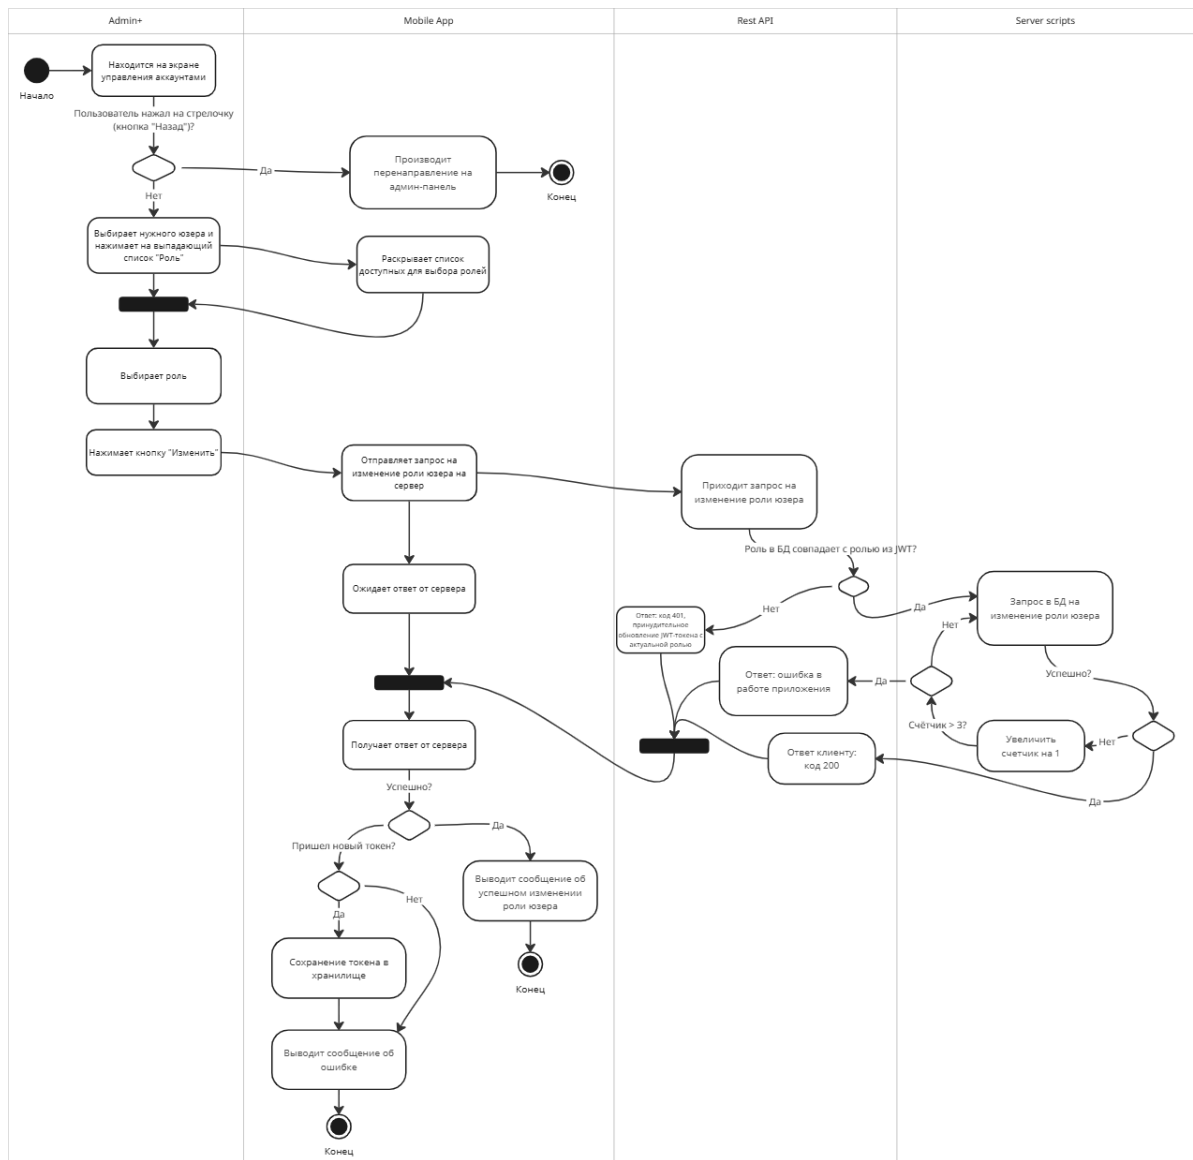 Admin+
Mobile App
Rest API
Server scripts
Начало
Находится на экране
управления аккаунтами
Пользователь нажал на стрелочку
(кнопка "Назад")?
Да
Производит
перенаправление на
админ-панель
Конец
Нет
Выбирает нужного юзера и
нажимает на выпадающий
список "Роль"
Раскрывает список
доступных для выбора ролей
Выбирает роль
Нажимает кнопку "Изменить"
Отправляет запрос на
изменение роли юзера на
сервер
Приходит запрос на
изменение роли юзера
Роль в БД совпадает с ролью из JWT?
Ожидает ответ от сервера
Нет
Да
Запрос в БД на
изменение роли юзера
Ответ: код 401,
принудительное
обновление JWT-токена с
актуальной ролью
Нет
Успешно?
Ответ: ошибка в
работе приложения
Да
Счётчик > 3?
Увеличить
счетчик на 1
Нет
Ответ клиенту:
код 200
Да
Получает ответ от сервера
Успешно?
Да
Пришел новый токен?
Выводит сообщение об
успешном изменении
роли юзера
Конец
Нет
Да
Сохранение токена в
хранилище
Выводит сообщение об
ошибке
Конец